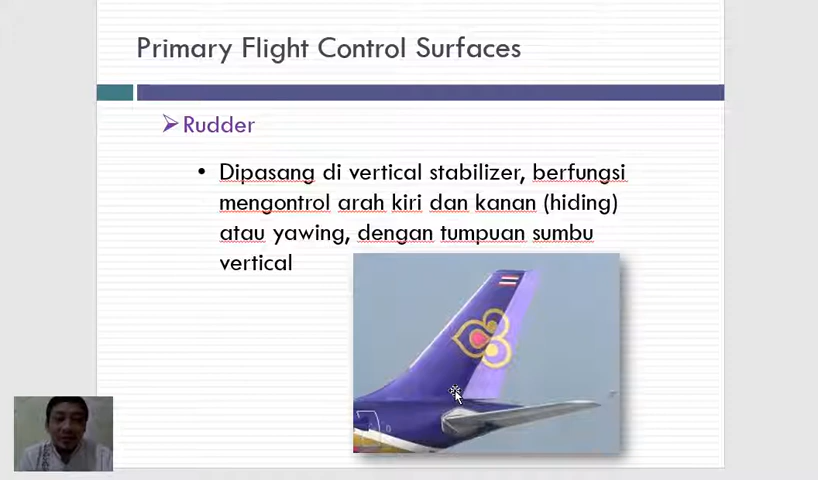 Primary Flight Control Surfaces
Rudder
Dipasang di vertical stabilizer, berfungsi
mengontrol arah kiri dan kanan (hiding)
atau yawing, dengan tumpuan sumbu
vertical